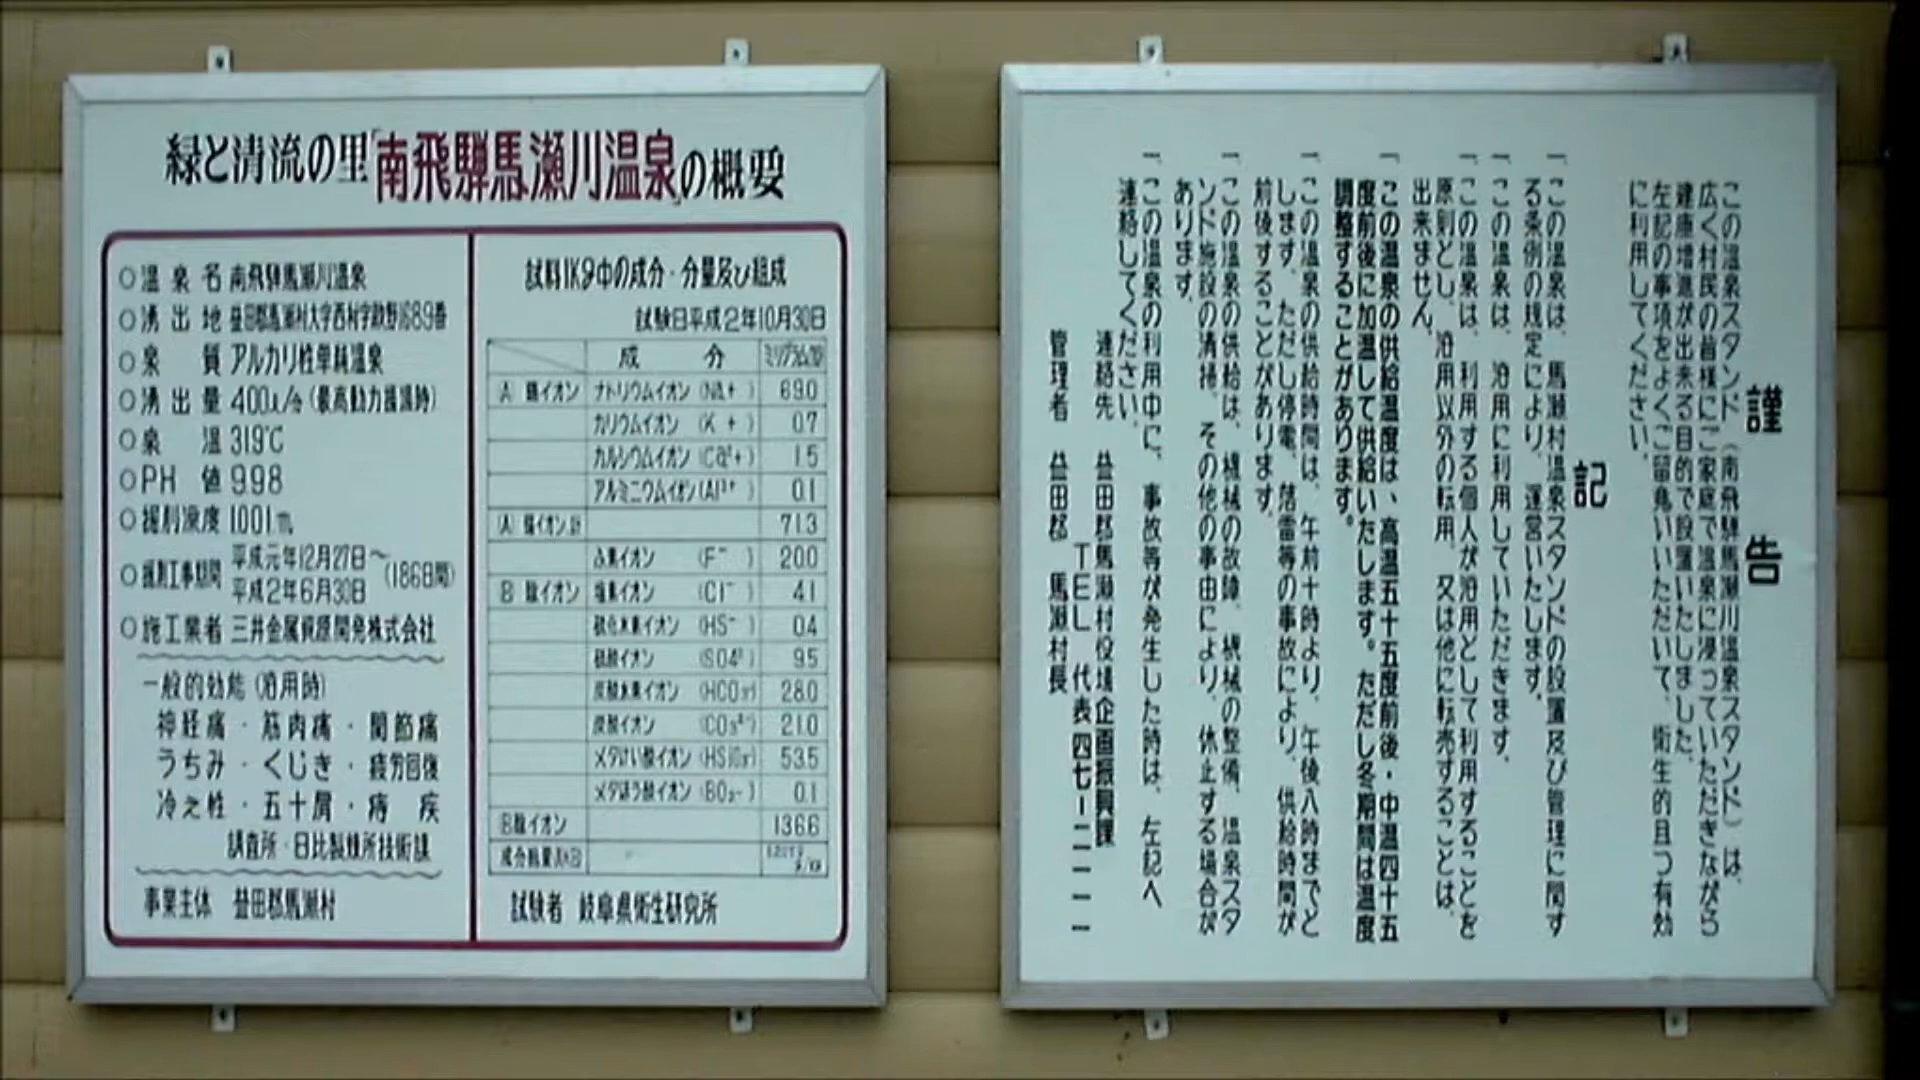 緑と清流の里「南飛騨馬瀬川温泉」の概要
○温泉名 南飛騨馬瀬川温泉
○湧出地 益田郡馬瀬村大字西村字 1689番
○泉質 アルカリ性単純温泉
○湧出量 400ℓ/分(最高動力揚湯時)
○泉温 31.9℃
○PH値 9.98
○掘削深度 1001m
○掘削工事期間 平成元年12月27日～
平成2年6月30日 (186日間)
○施工業者 三井金属資源開発株式会社
一般的効能(浴用時)
神経痛・筋肉痛・関節痛
うちみ・くじき・疲労回復
冷え性・五十肩・痔疾
調査所・日比製煉所技術課
事業主体 益田郡馬瀬村
試料1Kg中の成分・分量及び組成
試験日平成2年10月30日
成分 ミリグラム
A 陽イオン ナトリウムイオン (Na+) 69.0
カリウムイオン (K+) 0.7
カルシウムイオン (Ca²+) 1.5
アルミニウムイオン (Al³+) 0.1
A 陽イオン計 71.3
ふ素イオン (F-) 20.0
B 陰イオン 塩素イオン (Cl-) 4.1
硫化水素イオン (HS-) 0.4
硫酸イオン (SO4²) 9.5
炭酸水素イオン (HCO3-) 28.0
炭酸イオン (CO3²-) 21.0
メタけい酸イオン 53.5
メタほう酸イオン (BO2-) 0.1
B陰イオン 136.6
成分総量
試験者 岐阜県衛生研究所
謹告
この温泉スタンド(南飛騨馬瀬川温泉スタンド)は、
広く村民の皆様にご家庭で温泉に浸っていただきながら
健康増進が出来る目的で設置いたしました。
左記の事項をよくご留意いいただいて、衛生的且つ有効
に利用してください。
記
一、この温泉は、馬瀬村温泉スタンドの設置及び管理に関す
る条例の規定により、運営いたします。
一、この温泉は、浴用に利用していただきます。
一、この温泉は、利用する個人が浴用として利用することを
原則とし、浴用以外の転用、又は他に転売することは、
出来ません。
一、この温泉の供給温度は、高温五十五度前後・中温四十五
度前後に加温して供給いたします。ただし冬期間は温度
調整することがあります。
一、この温泉の供給時間は、午前十時より、午後八時までと
します。ただし停電、落雷等の事故により、供給時間が
前後することがあります。
一、この温泉の供給は、機械の故障、機械の整備、温泉スタ
ンド施設の清掃、その他の事由により、休止する場合が
あります。
一、この温泉の利用中に、事故等が発生した時は、左記へ
連絡してください。
連絡先 益田郡馬瀬村役場企画振興課
TEL 代表 四七ー二一一一
管理者 益田郡 馬瀬村長